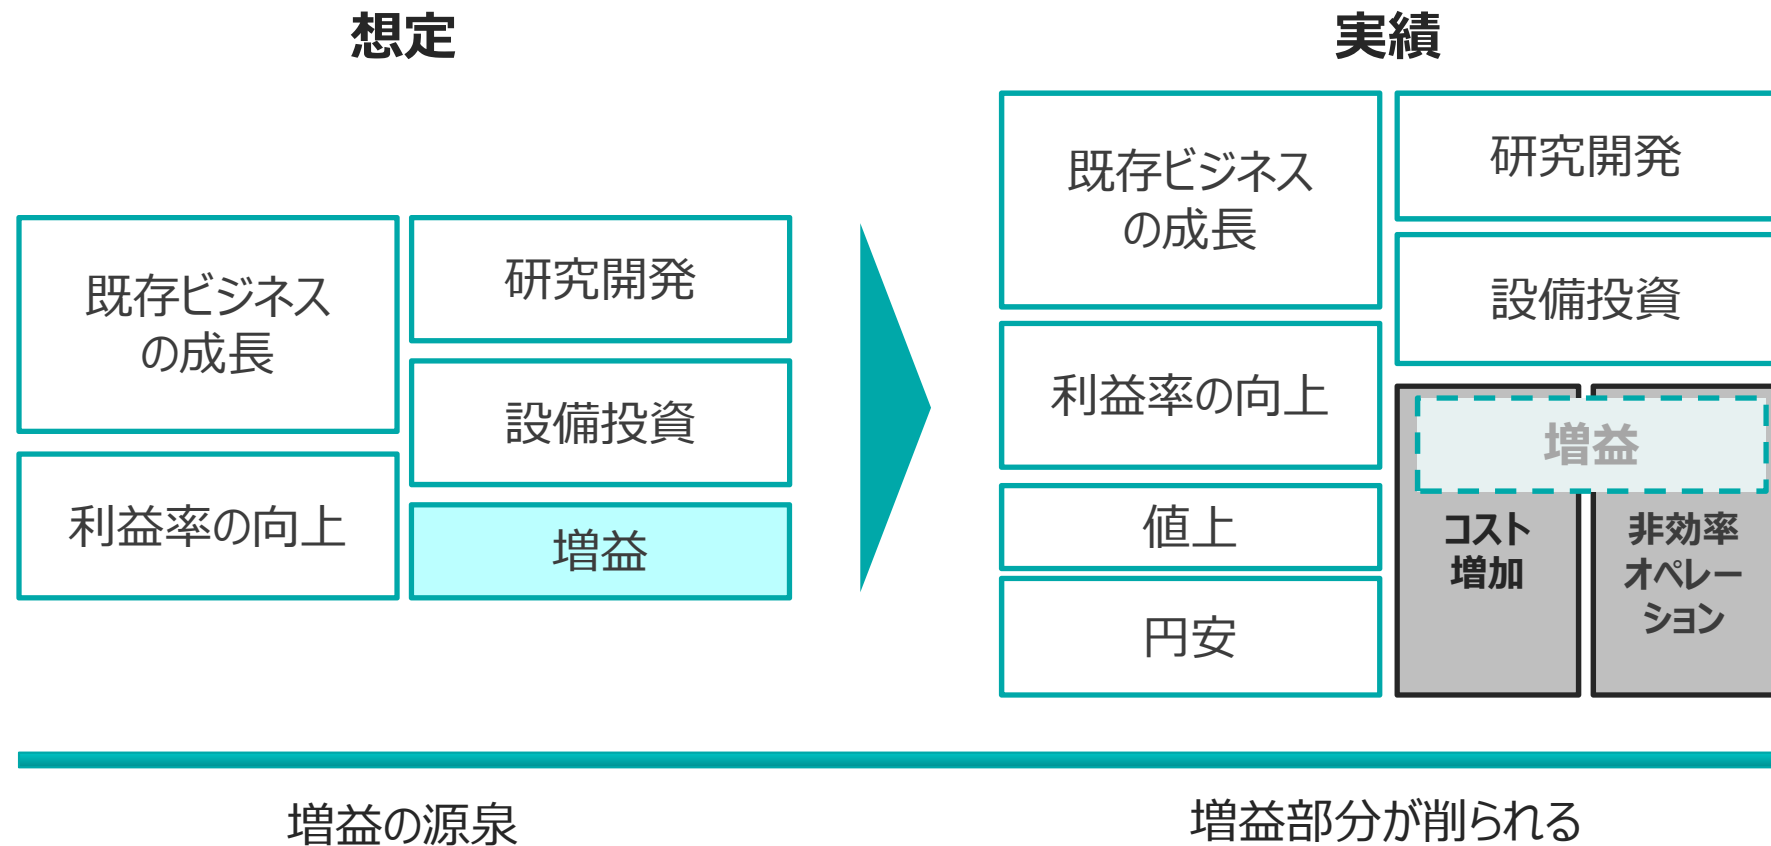 想定
既存ビジネス
の成長
利益率の向上
研究開発
設備投資
増益
増益の源泉
実績
既存ビジネス
の成長
利益率の向上
値上
円安
研究開発
設備投資
増益
コスト
増加
非効率
オペレー
ション
増益部分が削られる